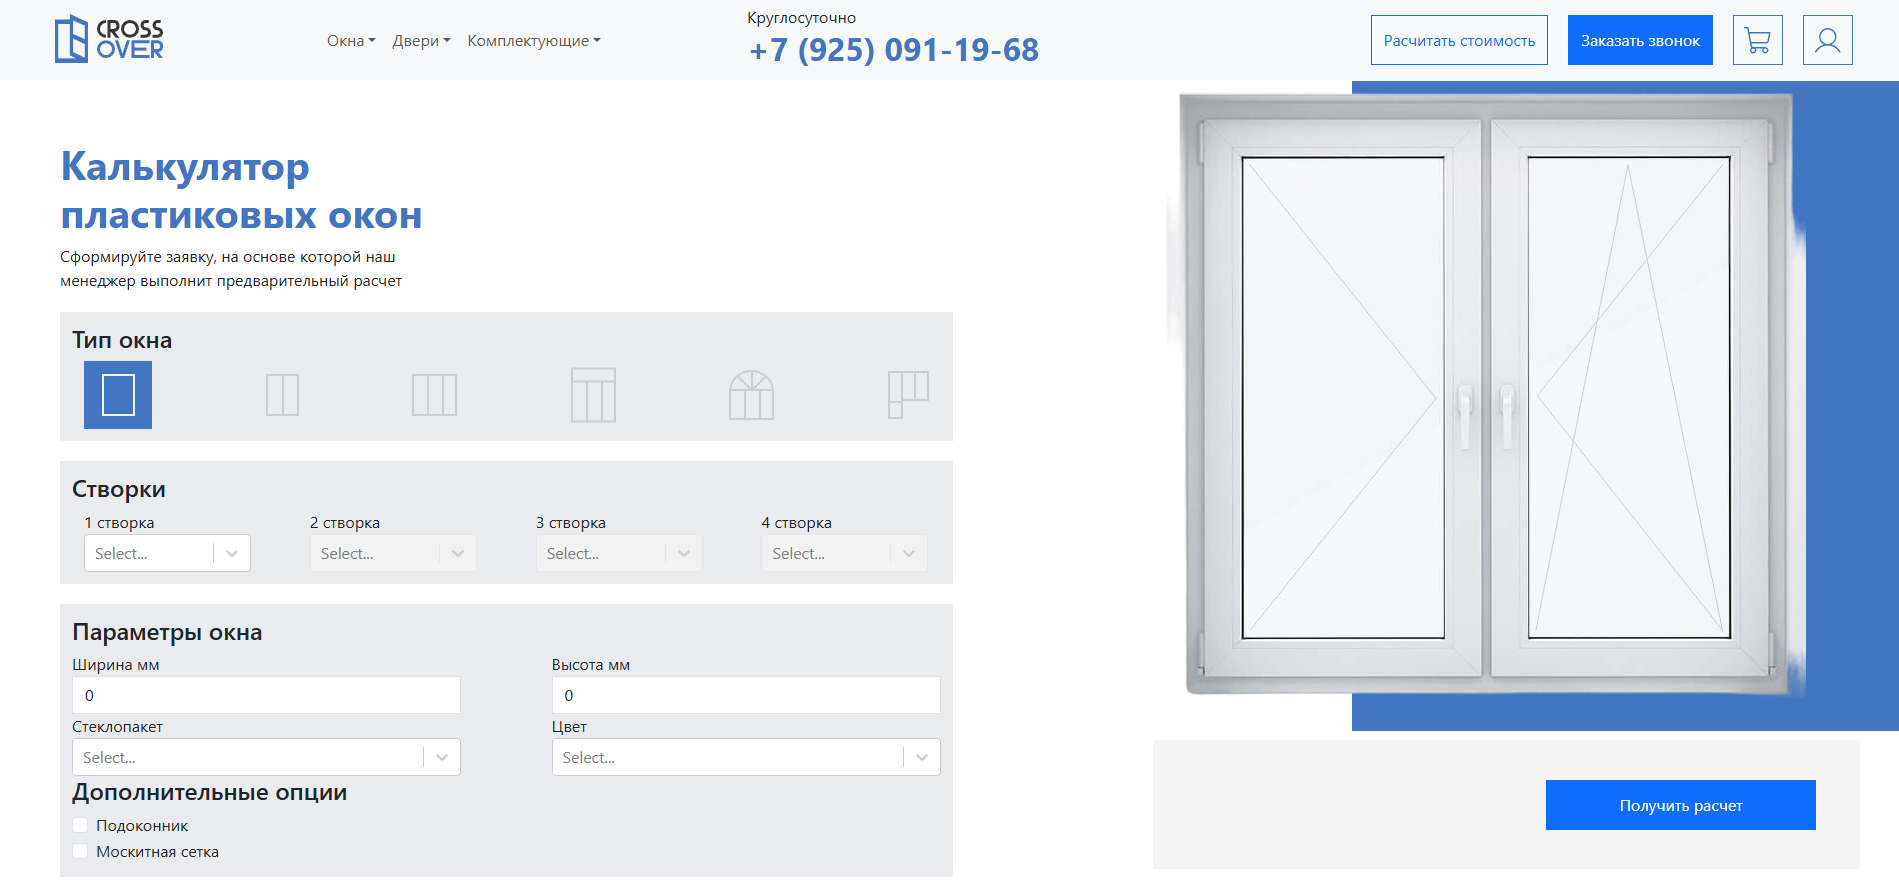 CROSS
OVER
Окна
Двери
Комплектующие
Круглосуточно
+7 (925) 091-19-68
Расчитать стоимость
Заказать звонок
Калькулятор
пластиковых окон
Сформируйте заявку, на основе которой наш
менеджер выполнит предварительный расчет
Тип окна
Створки
1 створка
2 створка
3 створка
4 створка
Select...
Select...
Select...
Select...
Параметры окна
Ширина мм
Высота мм
0
0
Стеклопакет
Цвет
Select...
Select...
Дополнительные опции
Подоконник
Москитная сетка
Получить расчет